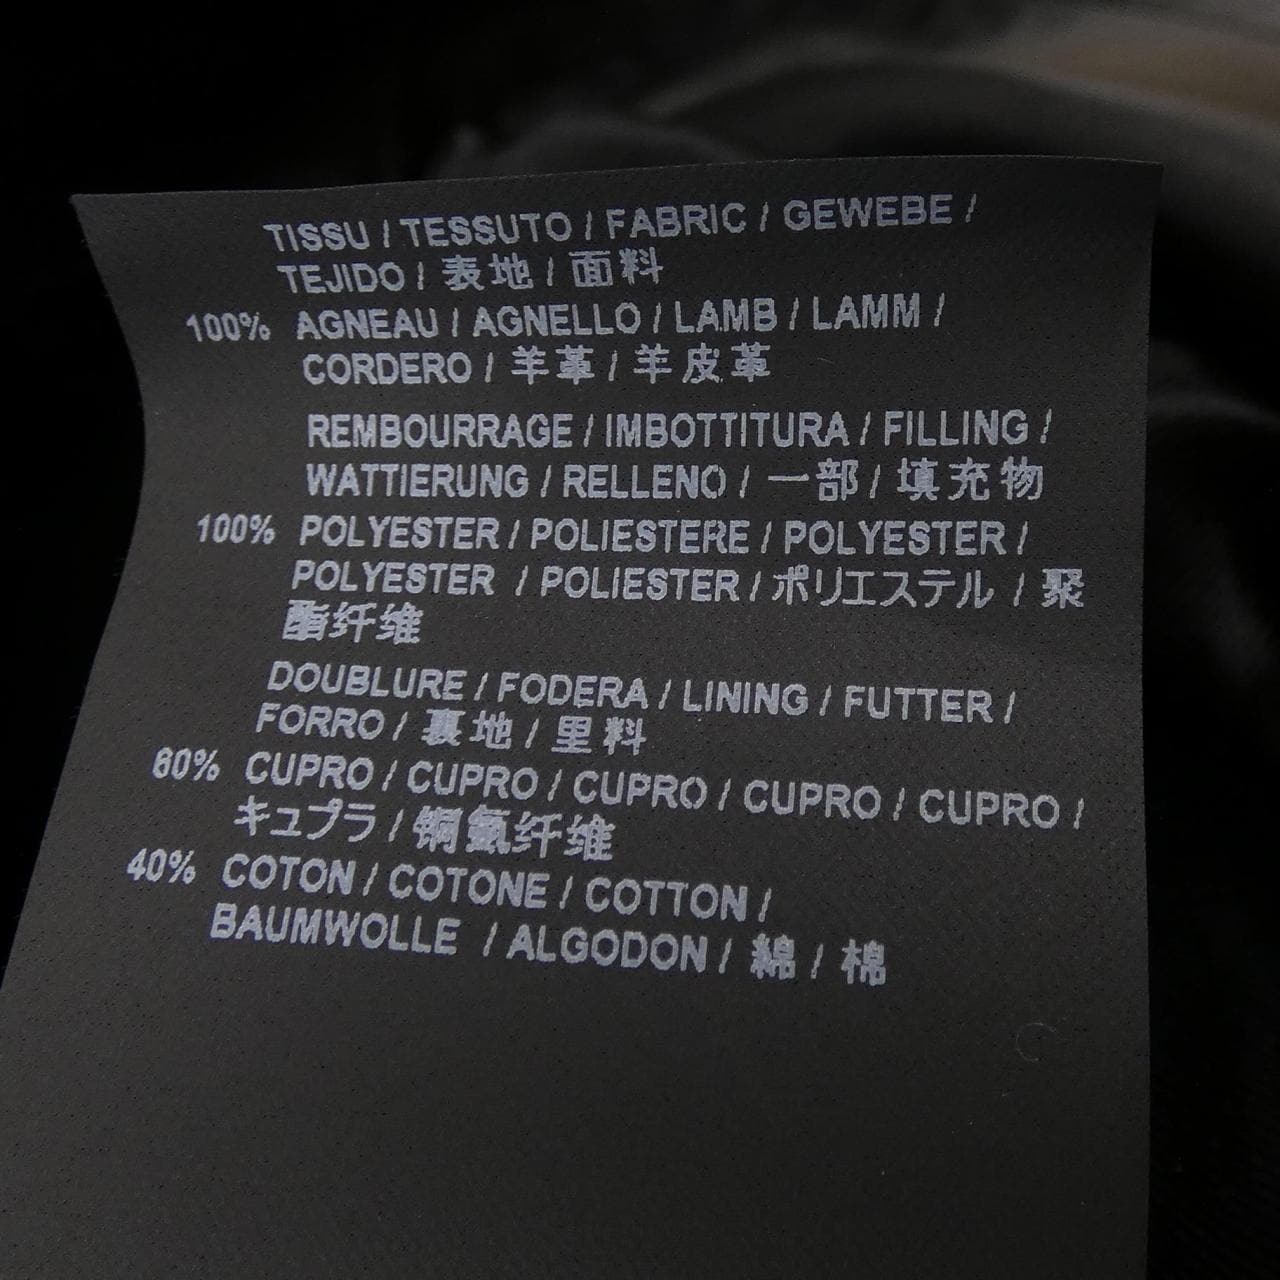 TISSU / TESSUTO / FABRIC / GEWEBE /
TEJIDO / 表地 / 面料
100% AGNEAU / AGNELLO / LAMB / LAMM /
CORDERO / 羊革 / 羊皮革
REMBOURRAGE / IMBOTTITURA / FILLING /
WATTIERUNG / RELLENO / 一部 / 填充物
100% POLYESTER / POLIESTERE / POLYESTER /
POLYESTER / POLIESTER / ポリエステル / 聚
酯纤维
DOUBLURE / FODERA / LINING / FUTTER /
FORRO / 裏地 / 里料
60% CUPRO / CUPRO / CUPRO / CUPRO / CUPRO /
キュプラ / 铜氨纤维
40% COTON / COTONE / COTTON /
BAUMWOLLE / ALGODON / 綿 / 棉